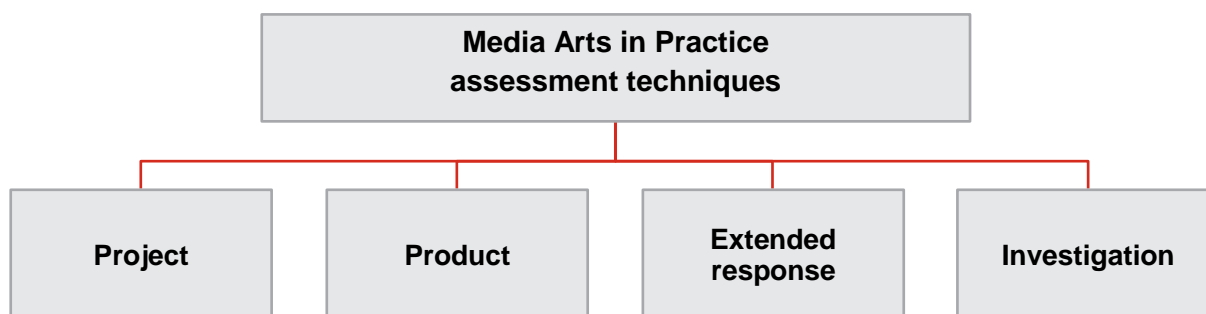 Media Arts in Practice
assessment techniques
Project
Product
Extended
response
Investigation